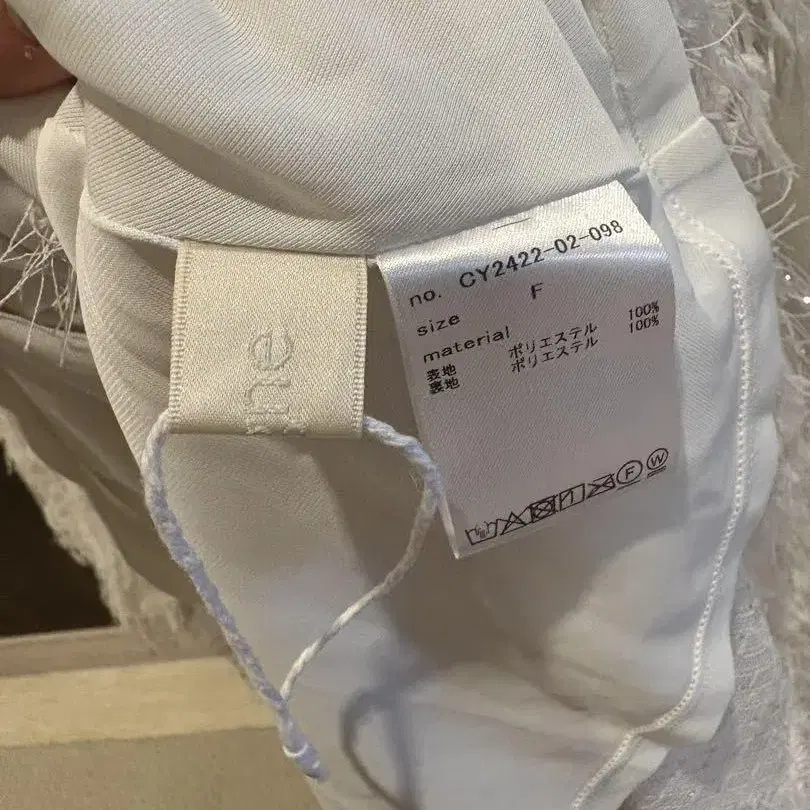 no. CY2422-02-098
size F
material
表地 ポリエステル 100%
裏地 ポリエステル 100%
F W